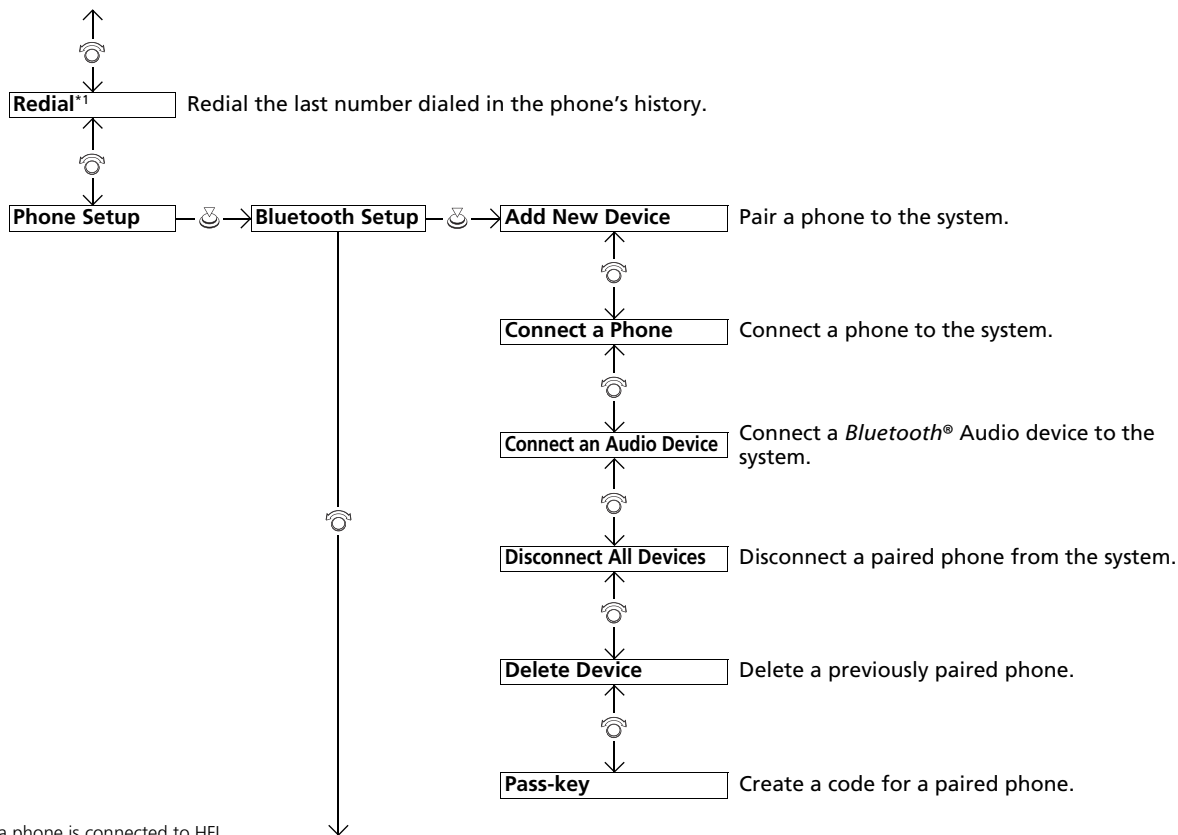 Redial*1 Redial the last number dialed in the phone's history.
Phone Setup Bluetooth Setup Add New Device Pair a phone to the system.
Connect a Phone Connect a phone to the system.
Connect an Audio Device Connect a Bluetooth® Audio device to the
system.
Disconnect All Devices Disconnect a paired phone from the system.
Delete Device Delete a previously paired phone.
Pass-key Create a code for a paired phone.
a phone is connected to HFL